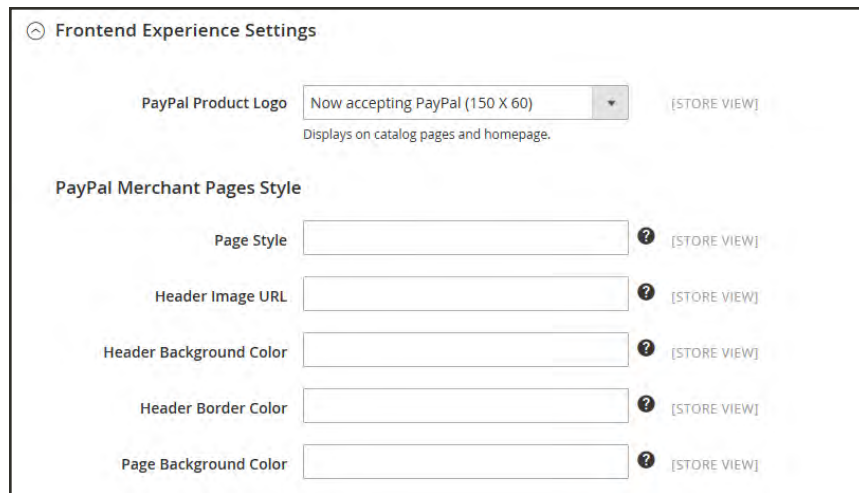 Frontend Experience Settings
PayPal Product Logo Now accepting PayPal (150 X 60) [STORE VIEW]
Displays on catalog pages and homepage.
PayPal Merchant Pages Style
Page Style ? [STORE VIEW]
Header Image URL ? [STORE VIEW]
Header Background Color ? [STORE VIEW]
Header Border Color ? [STORE VIEW]
Page Background Color ? [STORE VIEW]